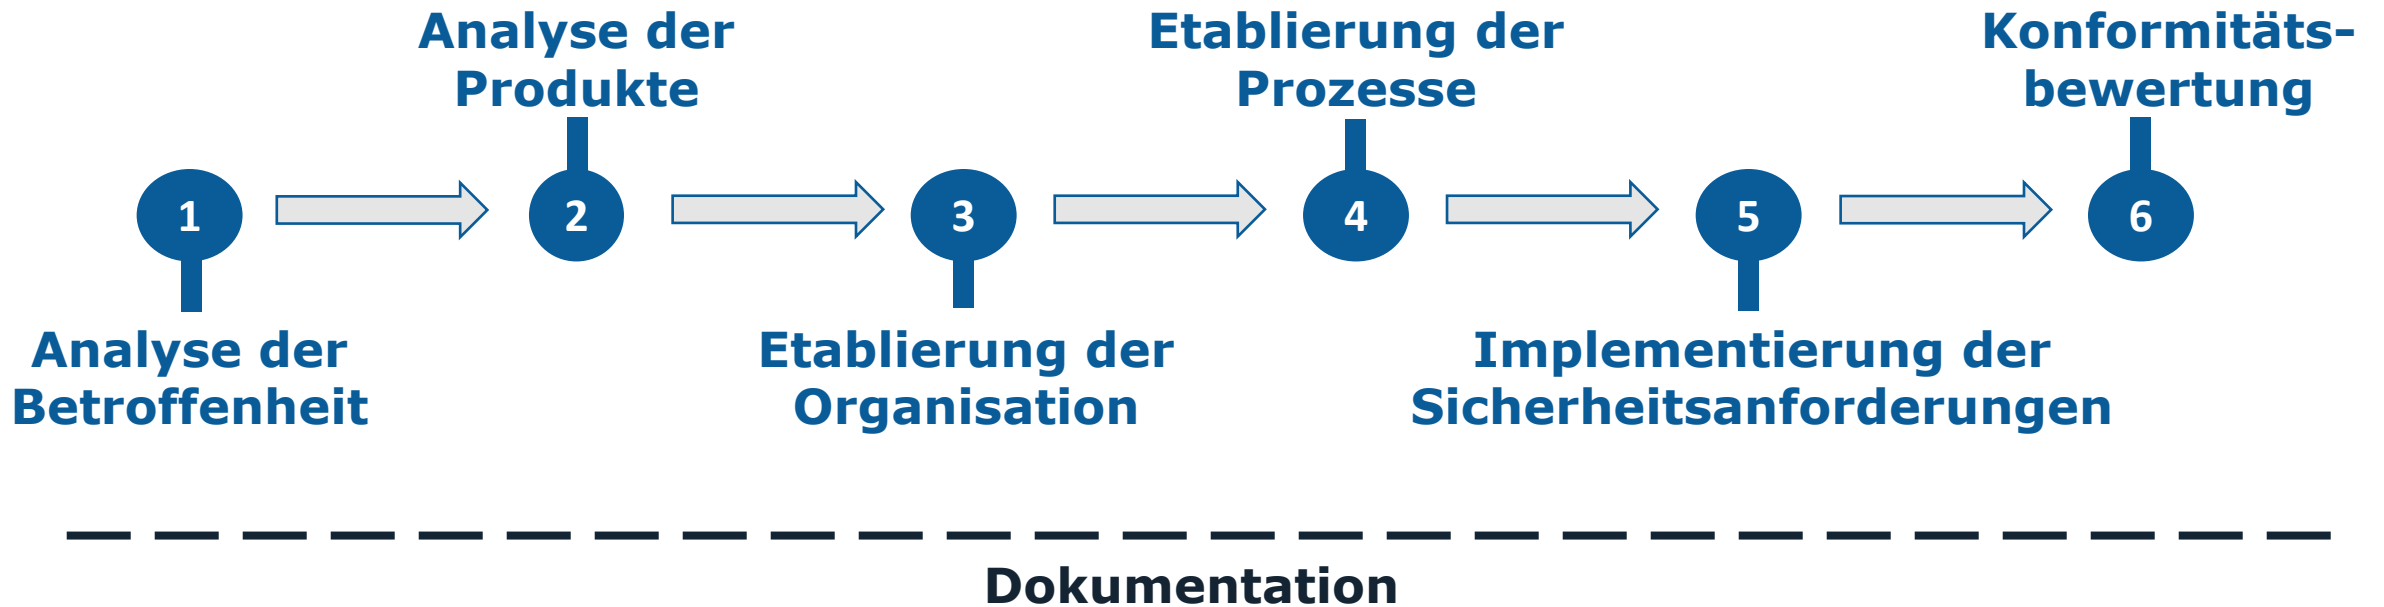 Analyse der
Produkte
Etablierung der
Prozesse
Konformitäts-
bewertung
1
2
3
4
5
6
Analyse der
Betroffenheit
Etablierung der
Organisation
Implementierung der
Sicherheitsanforderungen
Dokumentation